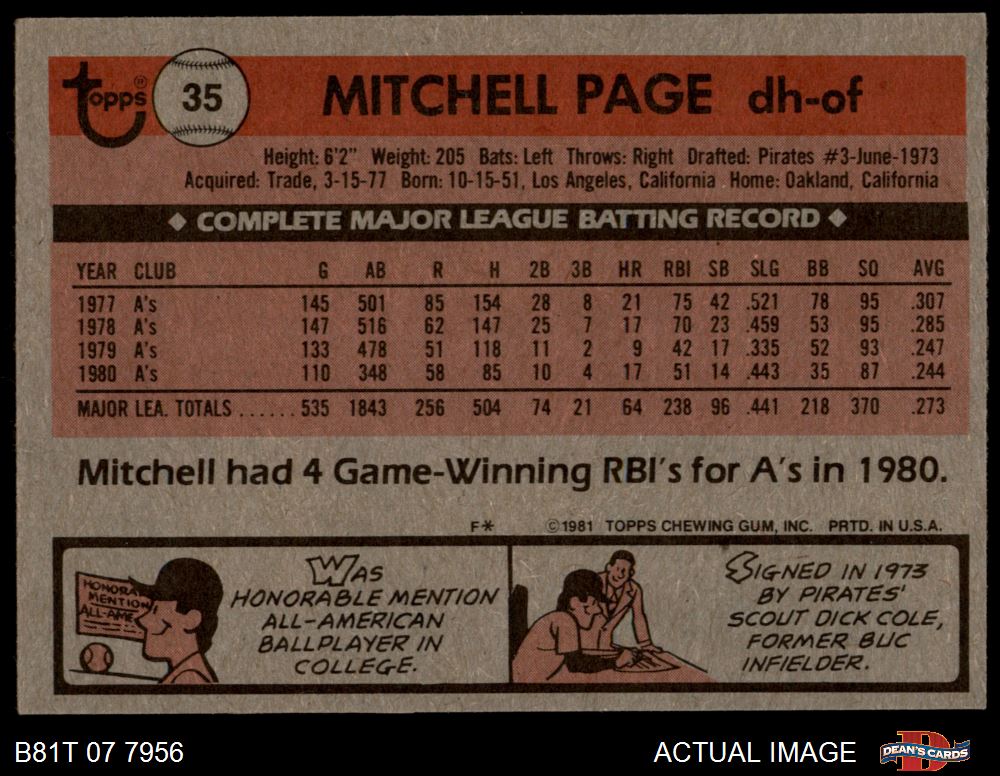 Topps® 35 MITCHELL PAGE dh-of
Height: 6'2" Weight: 205 Bats: Left Throws: Right Drafted: Pirates #3-June-1973
Acquired: Trade, 3-15-77 Born: 10-15-51, Los Angeles, California Home: Oakland, California
◆ COMPLETE MAJOR LEAGUE BATTING RECORD ◆
YEAR CLUB G AB R H 2B 3B HR RBI SB SLG BB SO AVG
1977 A's 145 501 85 154 28 8 21 75 42 .521 78 95 .307
1978 A's 147 516 62 147 25 7 17 70 23 .459 53 95 .285
1979 A's 133 478 51 118 11 2 9 42 17 .335 52 93 .247
1980 A's 110 348 58 85 10 4 17 51 14 .443 35 87 .244
MAJOR LEA. TOTALS ...... 535 1843 256 504 74 21 64 238 96 .441 218 370 .273
Mitchell had 4 Game-Winning RBI's for A's in 1980.
F* ©1981 TOPPS CHEWING GUM, INC. PRTD. IN U.S.A.
HONORA
MENTION
ALL-AME
WAS
HONORABLE MENTION
ALL-AMERICAN
BALLPLAYER IN
COLLEGE.
SIGNED IN 1973
BY PIRATES'
SCOUT DICK COLE,
FORMER BUC
INFIELDER.
B81T 07 7956 ACTUAL IMAGE D DEAN'S CARDS